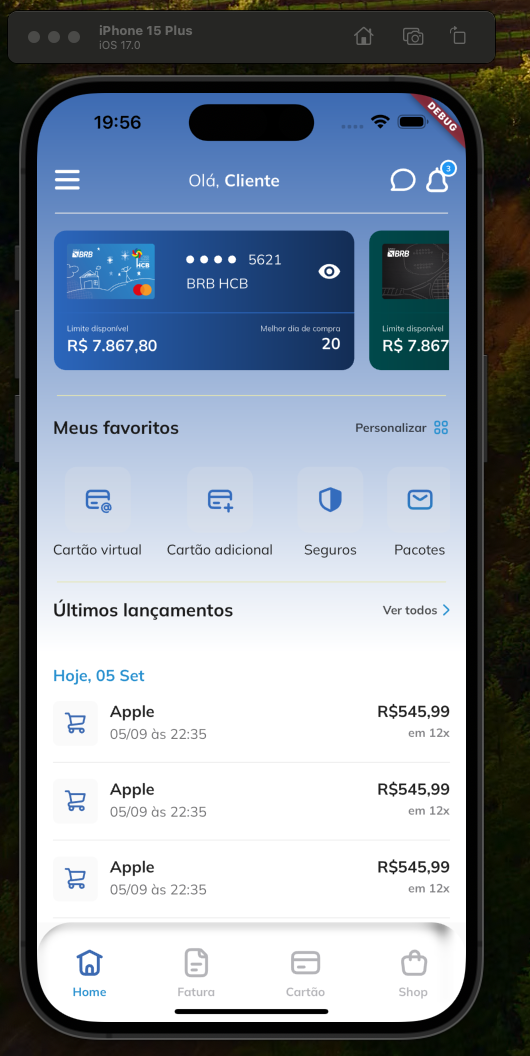 iPhone 15 Plus
iOS 17.0
19:56
DEBUG
Olá, Cliente
3
BRB
HCB
5621
BRB HCB
Limite disponível
Melhor dia de compra
R$ 7.867,80
20
BRB
Limite disponível
R$ 7.867
Meus favoritos
Personalizar
Cartão virtual
Cartão adicional
Seguros
Pacotes
Últimos lançamentos
Ver todos
Hoje, 05 Set
Apple
R$545,99
05/09 às 22:35
em 12x
Apple
R$545,99
05/09 às 22:35
em 12x
Apple
R$545,99
05/09 às 22:35
em 12x
Home
Fatura
Cartão
Shop